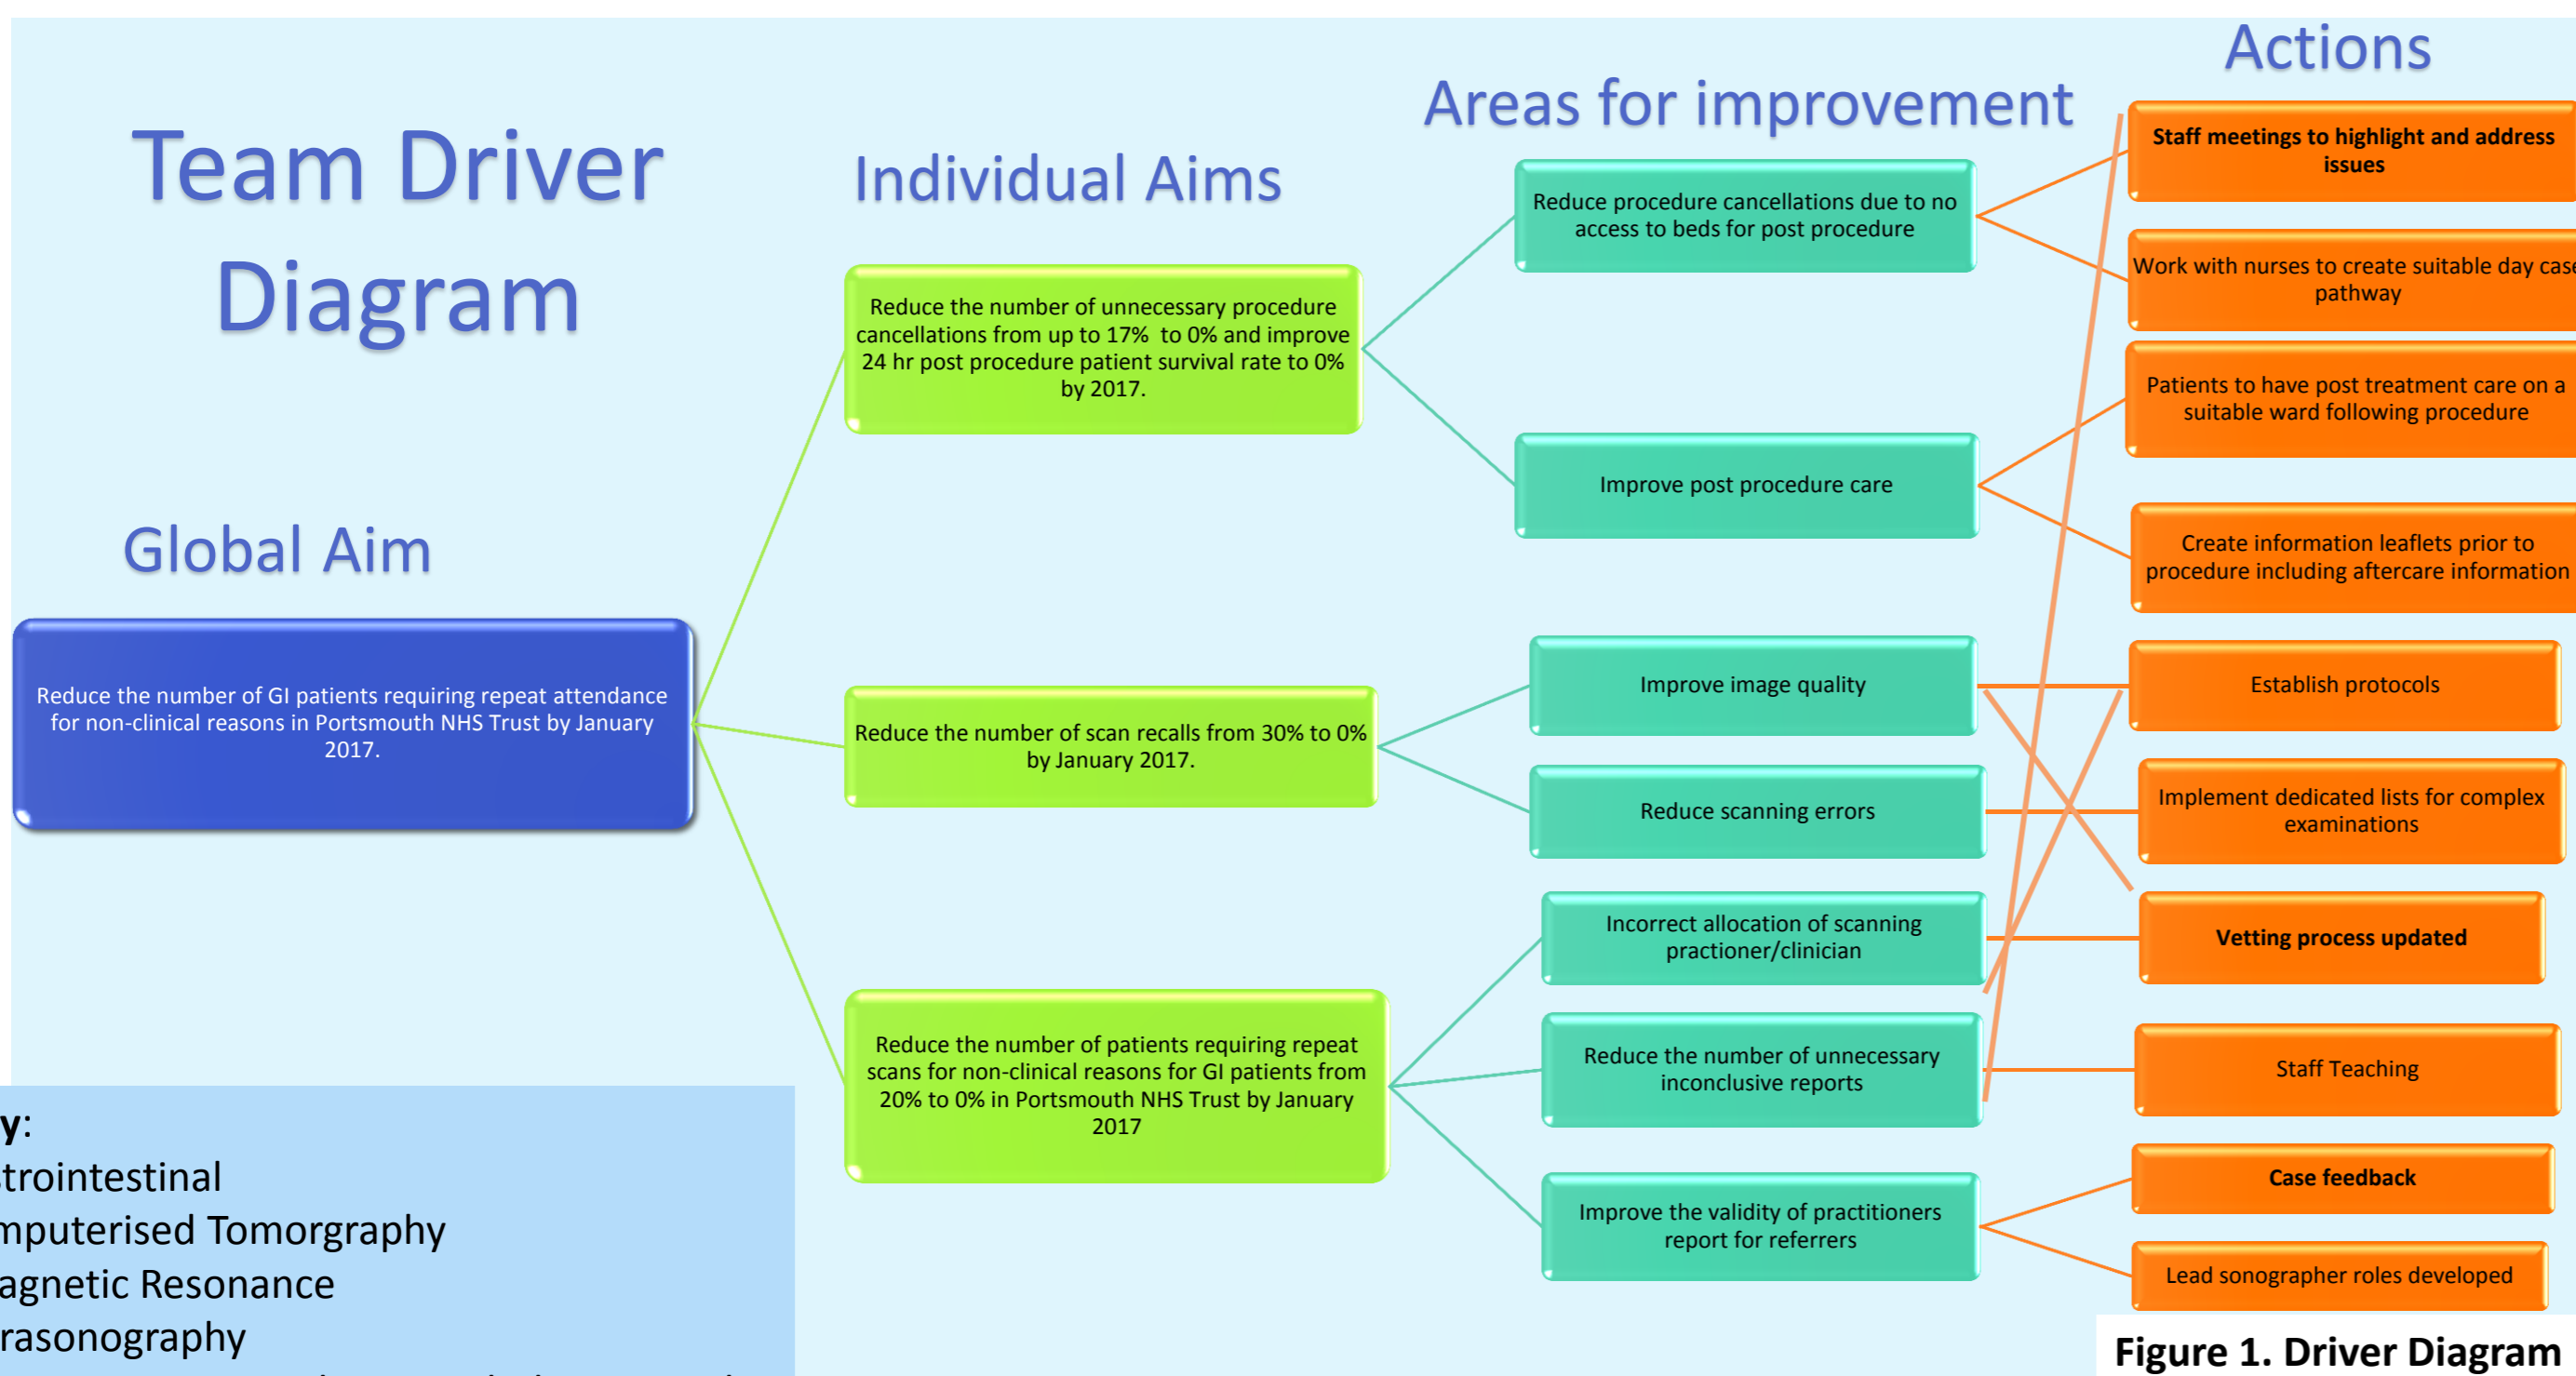 Team Driver
Diagram
Global Aim
Reduce the number of GI patients requiring repeat attendance
for non-clinical reasons in Portsmouth NHS Trust by January
2017.
Individual Aims
Reduce the number of unnecessary procedure
cancellations from up to 17% to 0% and improve
24 hr post procedure patient survival rate to 0%
by 2017.
Reduce the number of scan recalls from 30% to 0%
by January 2017.
Reduce the number of patients requiring repeat
scans for non-clinical reasons for GI patients from
20% to 0% in Portsmouth NHS Trust by January
2017
Areas for improvement
Reduce procedure cancellations due to no
access to beds for post procedure
Improve post procedure care
Improve image quality
Reduce scanning errors
Incorrect allocation of scanning
practioner/clinician
Reduce the number of unnecessary
inconclusive reports
Improve the validity of practitioners
report for referrers
Actions
Staff meetings to highlight and address
issues
Work with nurses to create suitable day case
pathway
Patients to have post treatment care on a
suitable ward following procedure
Create information leaflets prior to
procedure including aftercare information
Establish protocols
Implement dedicated lists for complex
examinations
Vetting process updated
Staff Teaching
Case feedback
Lead sonographer roles developed
y:
strointestinal
mputerised Tomorgraphy
agnetic Resonance
rasonography
Figure 1. Driver Diagram